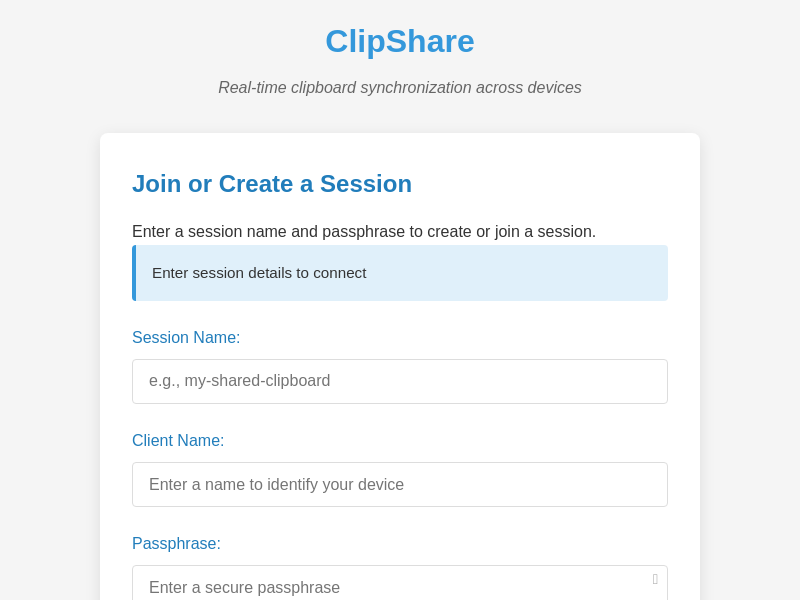 ClipShare
Real-time clipboard synchronization across devices
Join or Create a Session
Enter a session name and passphrase to create or join a session.
Enter session details to connect
Session Name:
e.g., my-shared-clipboard
Client Name:
Enter a name to identify your device
Passphrase:
Enter a secure passphrase